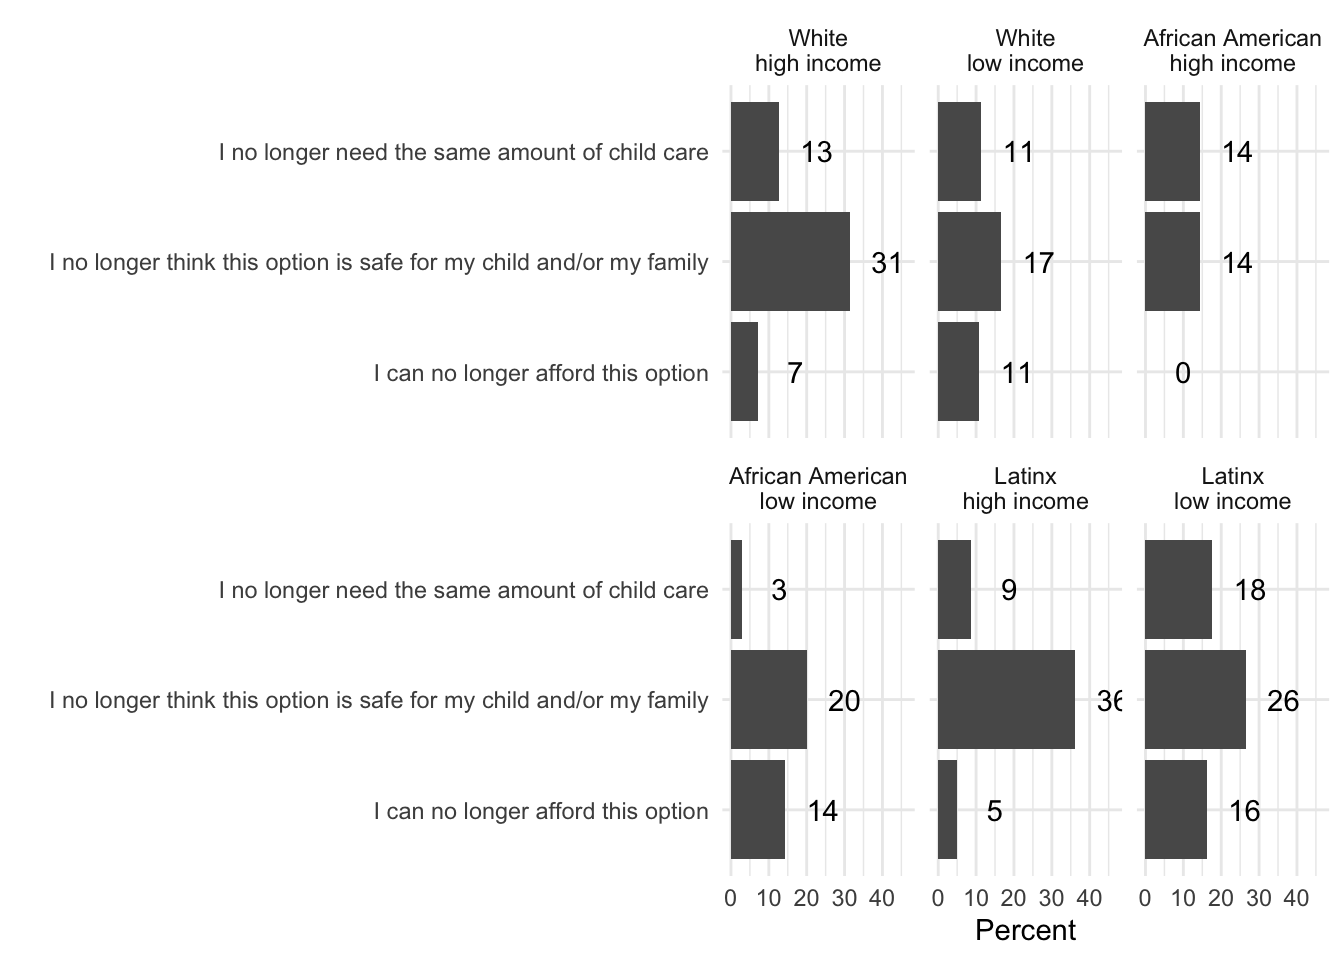 White
high income
White
low income
African American
high income
I no longer need the same amount of child care
13
11
14
I no longer think this option is safe for my child and/or my family
31
17
14
I can no longer afford this option
7
11
0
African American
low income
Latinx
high income
Latinx
low income
I no longer need the same amount of child care
3
9
18
I no longer think this option is safe for my child and/or my family
20
36
26
I can no longer afford this option
14
5
16
0 10 20 30 40
0 10 20 30 40
0 10 20 30 40
Percent